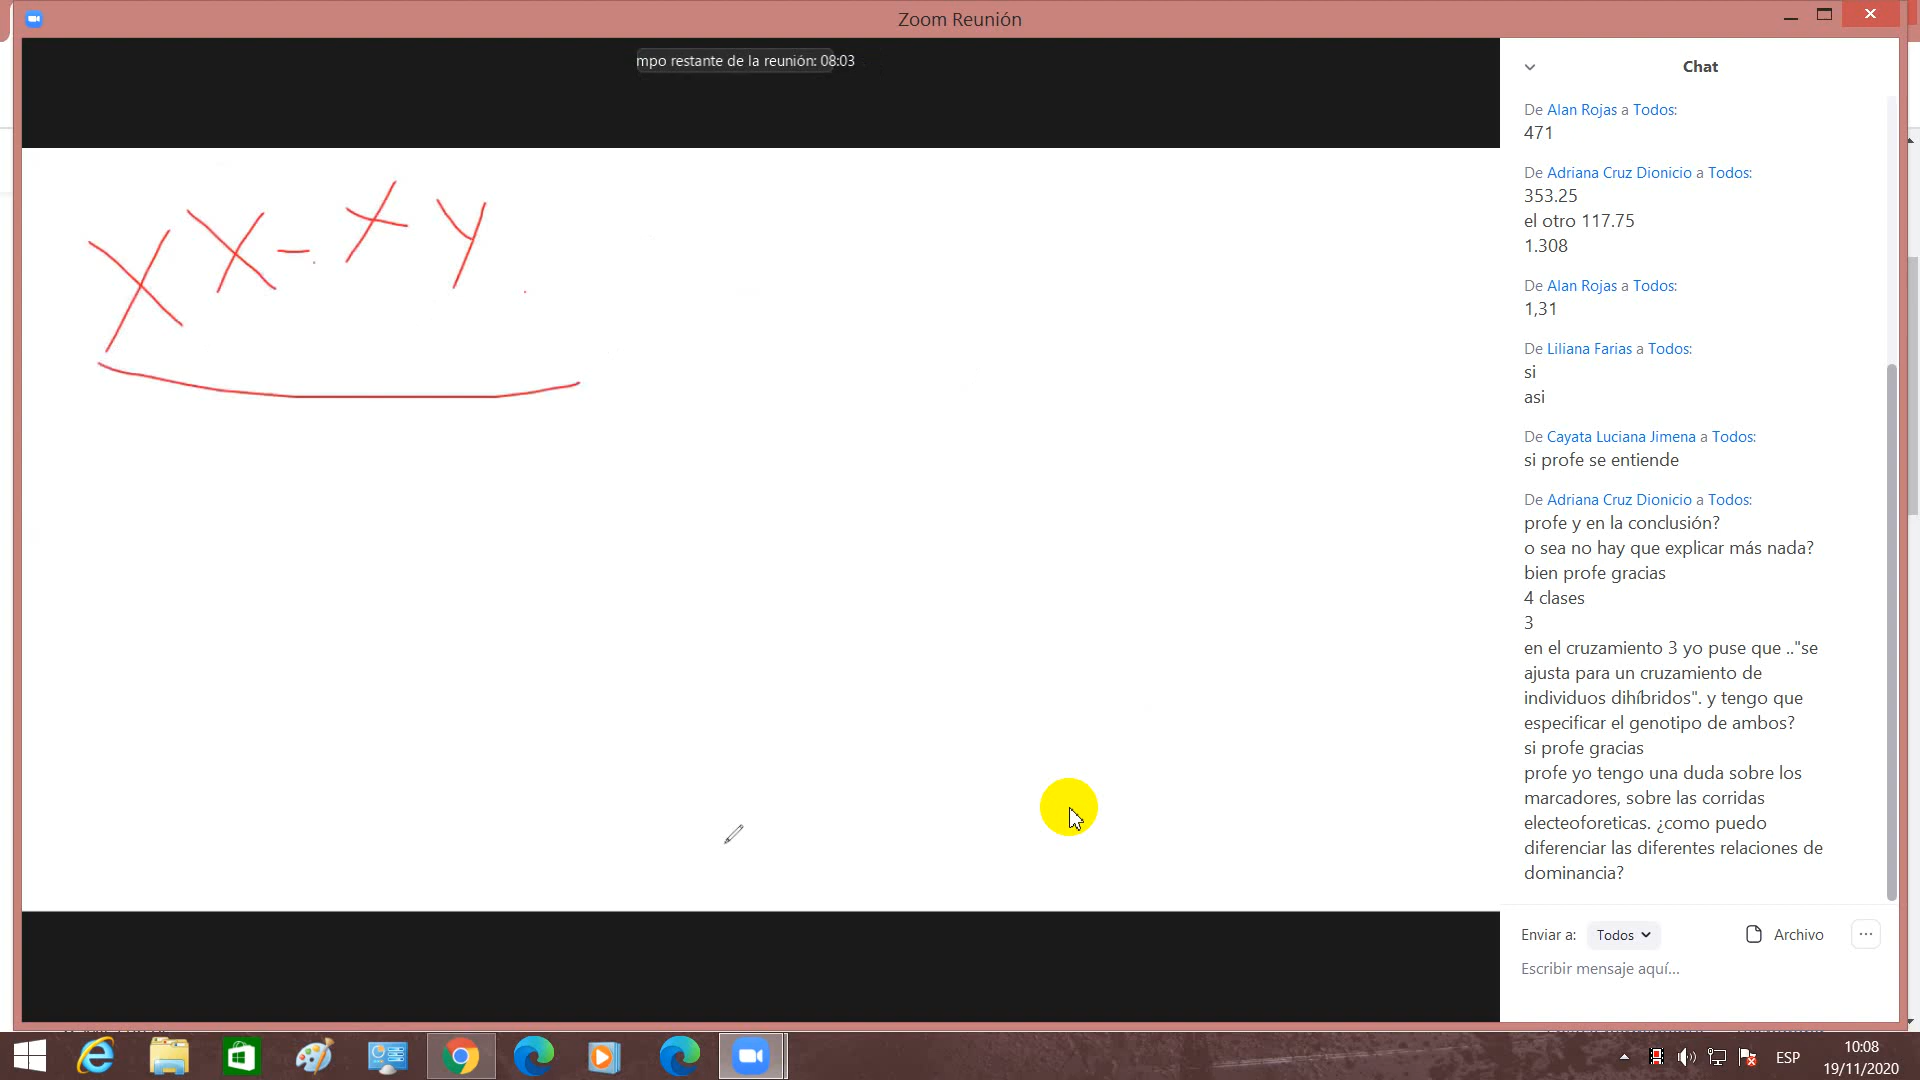 Zoom Reunión
mpo restante de la reunión: 08:03
X X - X Y
Chat
De Alan Rojas a Todos:
471
De Adriana Cruz Dionicio a Todos:
353.25
el otro 117.75
1.308
De Alan Rojas a Todos:
1,31
De Liliana Farias a Todos:
si
asi
De Cayata Luciana Jimena a Todos:
si profe se entiende
De Adriana Cruz Dionicio a Todos:
profe y en la conclusión?
o sea no hay que explicar más nada?
bien profe gracias
4 clases
3
en el cruzamiento 3 yo puse que .."se
ajusta para un cruzamiento de
individuos dihíbridos". y tengo que
especificar el genotipo de ambos?
si profe gracias
profe yo tengo una duda sobre los
marcadores, sobre las corridas
electeoforeticas. ¿como puedo
diferenciar las diferentes relaciones de
dominancia?
Enviar a: Todos Archivo
Escribir mensaje aquí...
ESP
10:08
19/11/2020